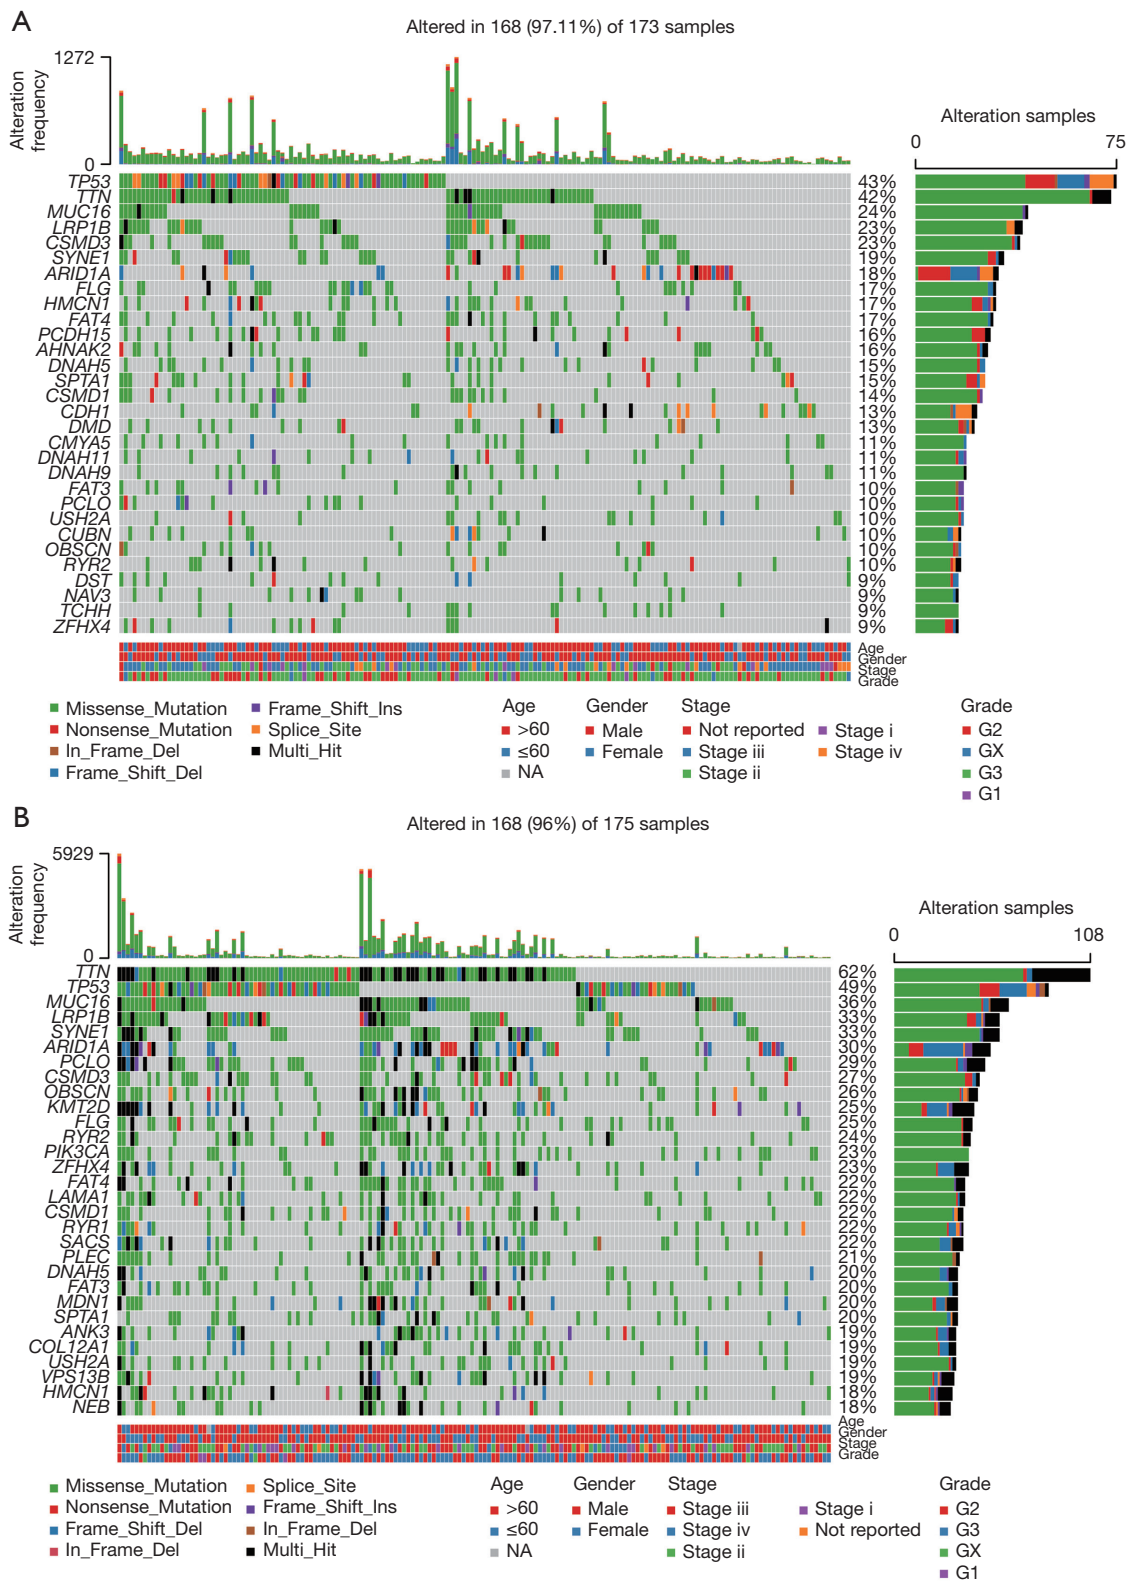 A
Altered in 168 (97.11%) of 173 samples
1272
0
Alteration frequency
Alteration samples
0 75
TP53 43%
TTN 42%
MUC16 24%
LRP1B 23%
CSMD3 23%
SYNE1 19%
ARID1A 18%
FLG 17%
HMCN1 17%
FAT4 17%
PCDH15 16%
AHNAK2 16%
DNAH5 15%
SPTA1 15%
CSMD1 14%
CDH1 13%
DMD 13%
CMYA5 11%
DNAH11 11%
DNAH9 11%
FAT3 10%
PCLO 10%
USH2A 10%
CUBN 10%
OBSCN 10%
RYR2 10%
DST 9%
NAV3 9%
TCHH 9%
ZFHX4 9%
Age
Gender
Stage
Grade
Missense_Mutation
Nonsense_Mutation
In_Frame_Del
Frame_Shift_Del
Frame_Shift_Ins
Splice_Site
Multi_Hit
Age
>60
≤60
NA
Gender
Male
Female
Stage
Not reported
Stage iii
Stage ii
Stage i
Stage iv
Grade
G2
GX
G3
G1
B
Altered in 168 (96%) of 175 samples
5929
0
Alteration frequency
Alteration samples
0 108
TTN 62%
TP53 49%
MUC16 36%
LRP1B 33%
SYNE1 33%
ARID1A 30%
PCLO 29%
CSMD3 27%
OBSCN 26%
KMT2D 25%
FLG 25%
RYR2 24%
PIK3CA 23%
ZFHX4 23%
FAT4 22%
LAMA1 22%
CSMD1 22%
RYR1 22%
SACS 22%
PLEC 21%
DNAH5 20%
FAT3 20%
MDN1 20%
SPTA1 20%
ANK3 19%
COL12A1 19%
USH2A 19%
VPS13B 19%
HMCN1 18%
NEB 18%
Age
Gender
Stage
Grade
Missense_Mutation
Nonsense_Mutation
Frame_Shift_Del
In_Frame_Del
Splice_Site
Frame_Shift_Ins
In_Frame_Del
Multi_Hit
Age
>60
≤60
NA
Gender
Male
Female
Stage
Stage iii
Stage iv
Stage ii
Stage i
Not reported
Grade
G2
G3
GX
G1